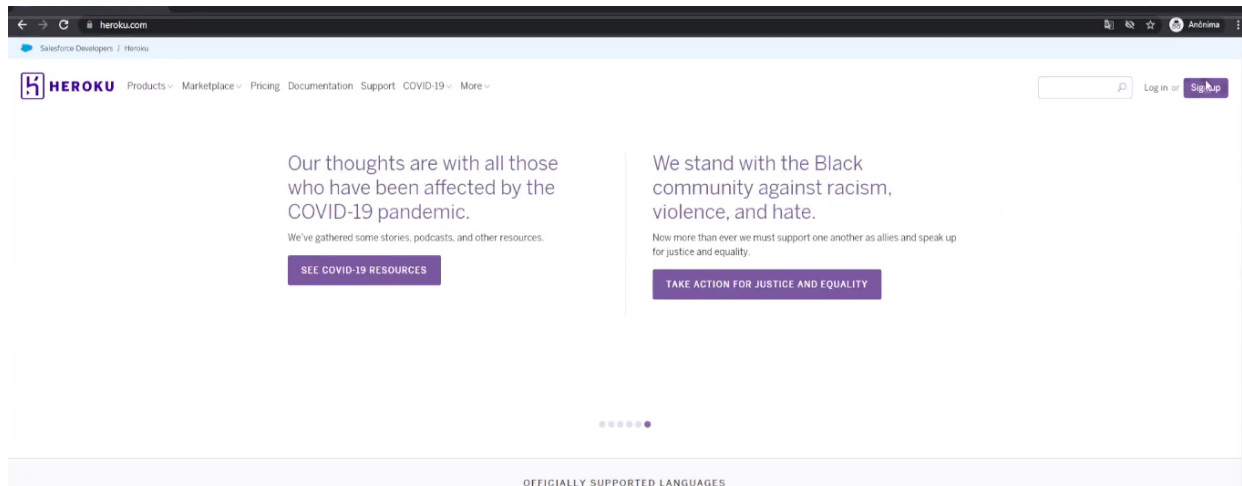 heroku.com
Anônima
Salesforce Developers / Heroku
HEROKU Products Marketplace Pricing Documentation Support COVID-19 More Log in or Sign up
Our thoughts are with all those
who have been affected by the
COVID-19 pandemic.
We've gathered some stories, podcasts, and other resources.
SEE COVID-19 RESOURCES
We stand with the Black
community against racism,
violence, and hate.
Now more than ever we must support one another as allies and speak up
for justice and equality.
TAKE ACTION FOR JUSTICE AND EQUALITY
OFFICIALLY SUPPORTED LANGUAGES